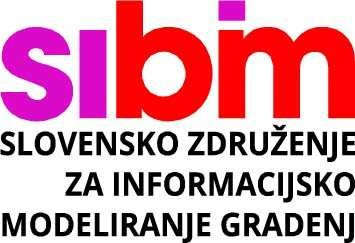 sibim
SLOVENSKO ZDRUŽENJE
ZA INFORMACIJSKO
MODELIRANJE GRADENJ